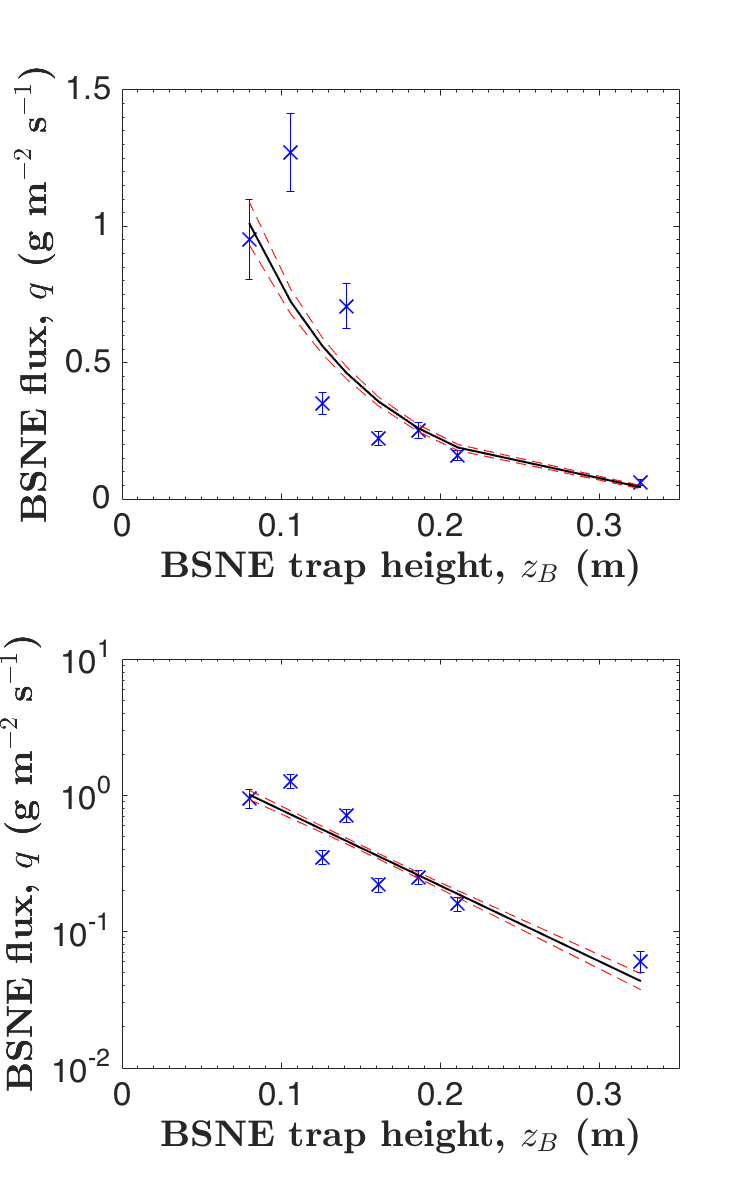 1.5
1
0.5
0
BSNE flux, q (g m⁻² s⁻¹)
0 0.1 0.2 0.3
BSNE trap height, z_B (m)
10¹
10⁰
10⁻¹
10⁻²
BSNE flux, q (g m⁻² s⁻¹)
0 0.1 0.2 0.3
BSNE trap height, z_B (m)